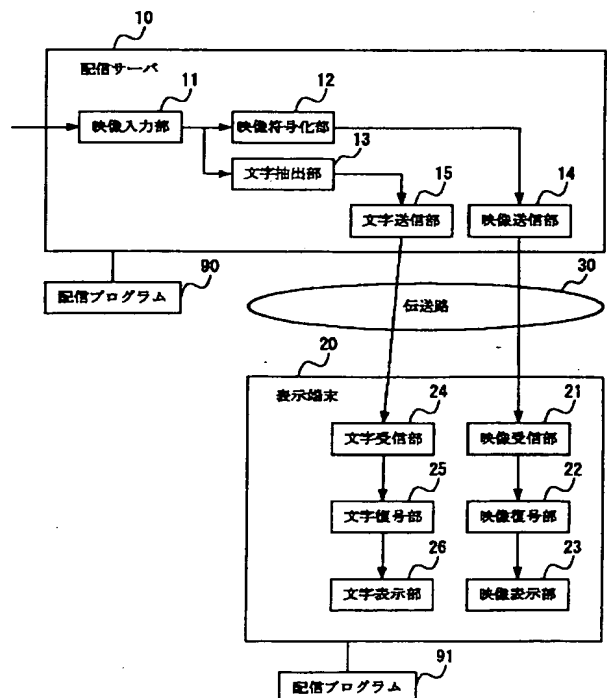 10
配信サーバ
11
12
映像入力部
映像符号化部
13
文字抽出部
15
14
文字送信部
映像送信部
90
配信プログラム
30
伝送路
20
表示端末
24
21
文字受信部
映像受信部
25
22
文字復号部
映像復号部
26
23
文字表示部
映像表示部
91
配信プログラム